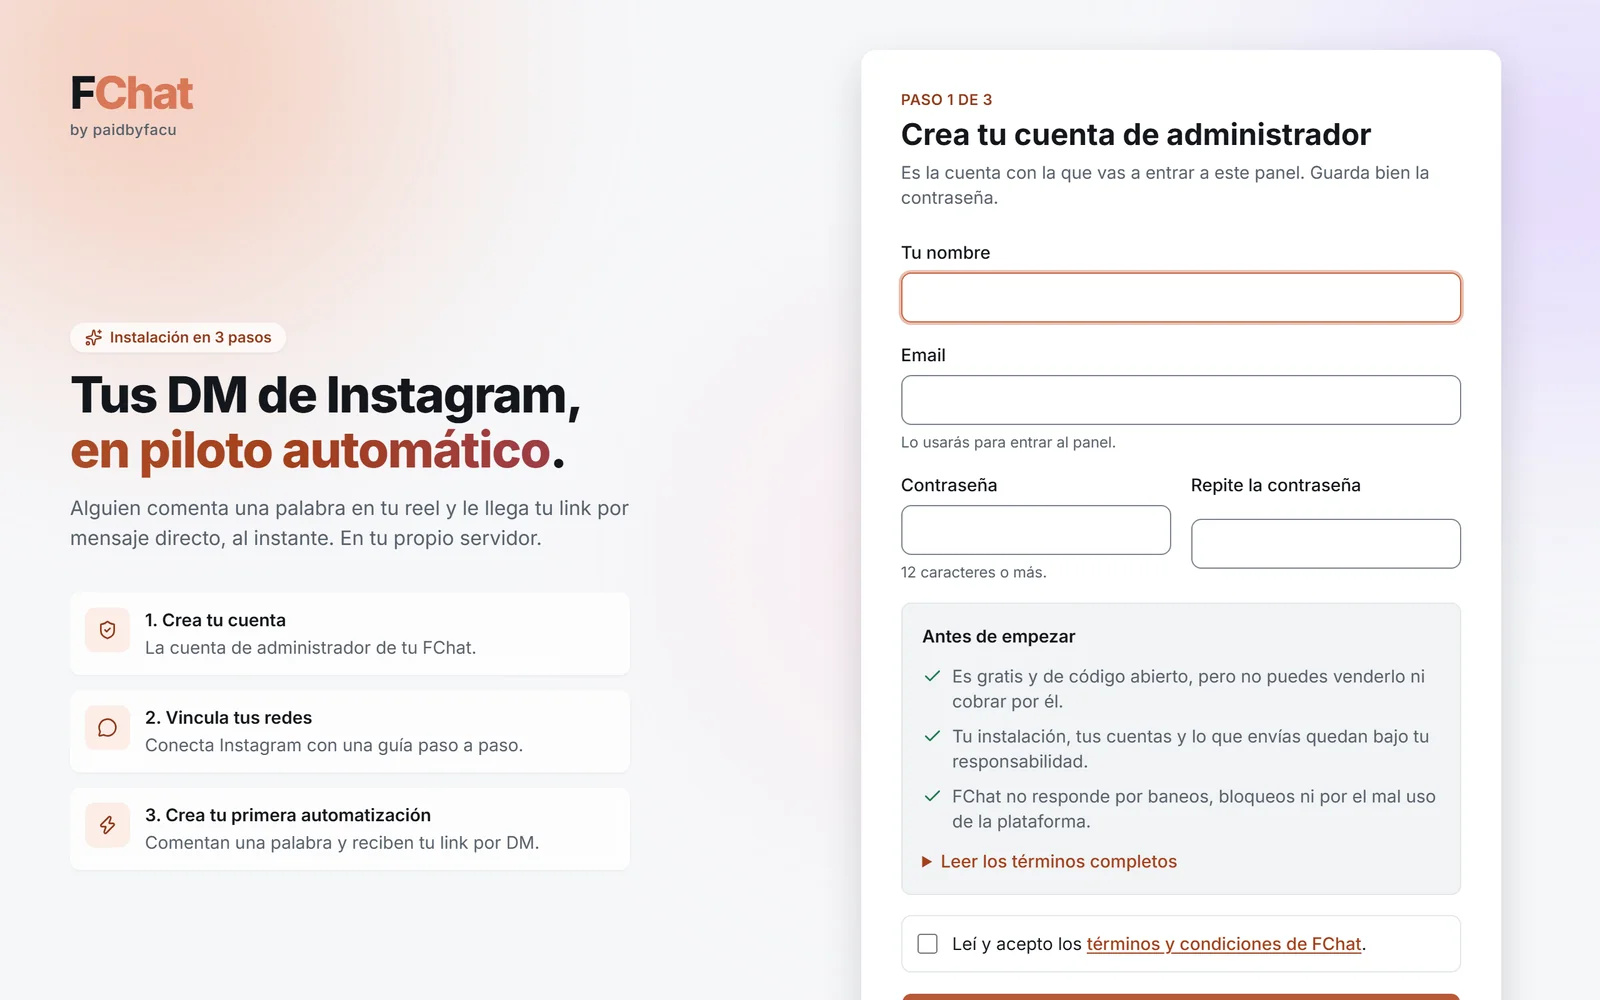 FChat
by paidbyfacu
Instalación en 3 pasos
Tus DM de Instagram,
en piloto automático.
Alguien comenta una palabra en tu reel y le llega tu link por
mensaje directo, al instante. En tu propio servidor.
1. Crea tu cuenta
La cuenta de administrador de tu FChat.
2. Vincula tus redes
Conecta Instagram con una guía paso a paso.
3. Crea tu primera automatización
Comentan una palabra y reciben tu link por DM.
PASO 1 DE 3
Crea tu cuenta de administrador
Es la cuenta con la que vas a entrar a este panel. Guarda bien la
contraseña.
Tu nombre
Email
Lo usarás para entrar al panel.
Contraseña
Repite la contraseña
12 caracteres o más.
Antes de empezar
Es gratis y de código abierto, pero no puedes venderlo ni
cobrar por él.
Tu instalación, tus cuentas y lo que envías quedan bajo tu
responsabilidad.
FChat no responde por baneos, bloqueos ni por el mal uso
de la plataforma.
Leer los términos completos
Leí y acepto los términos y condiciones de FChat.